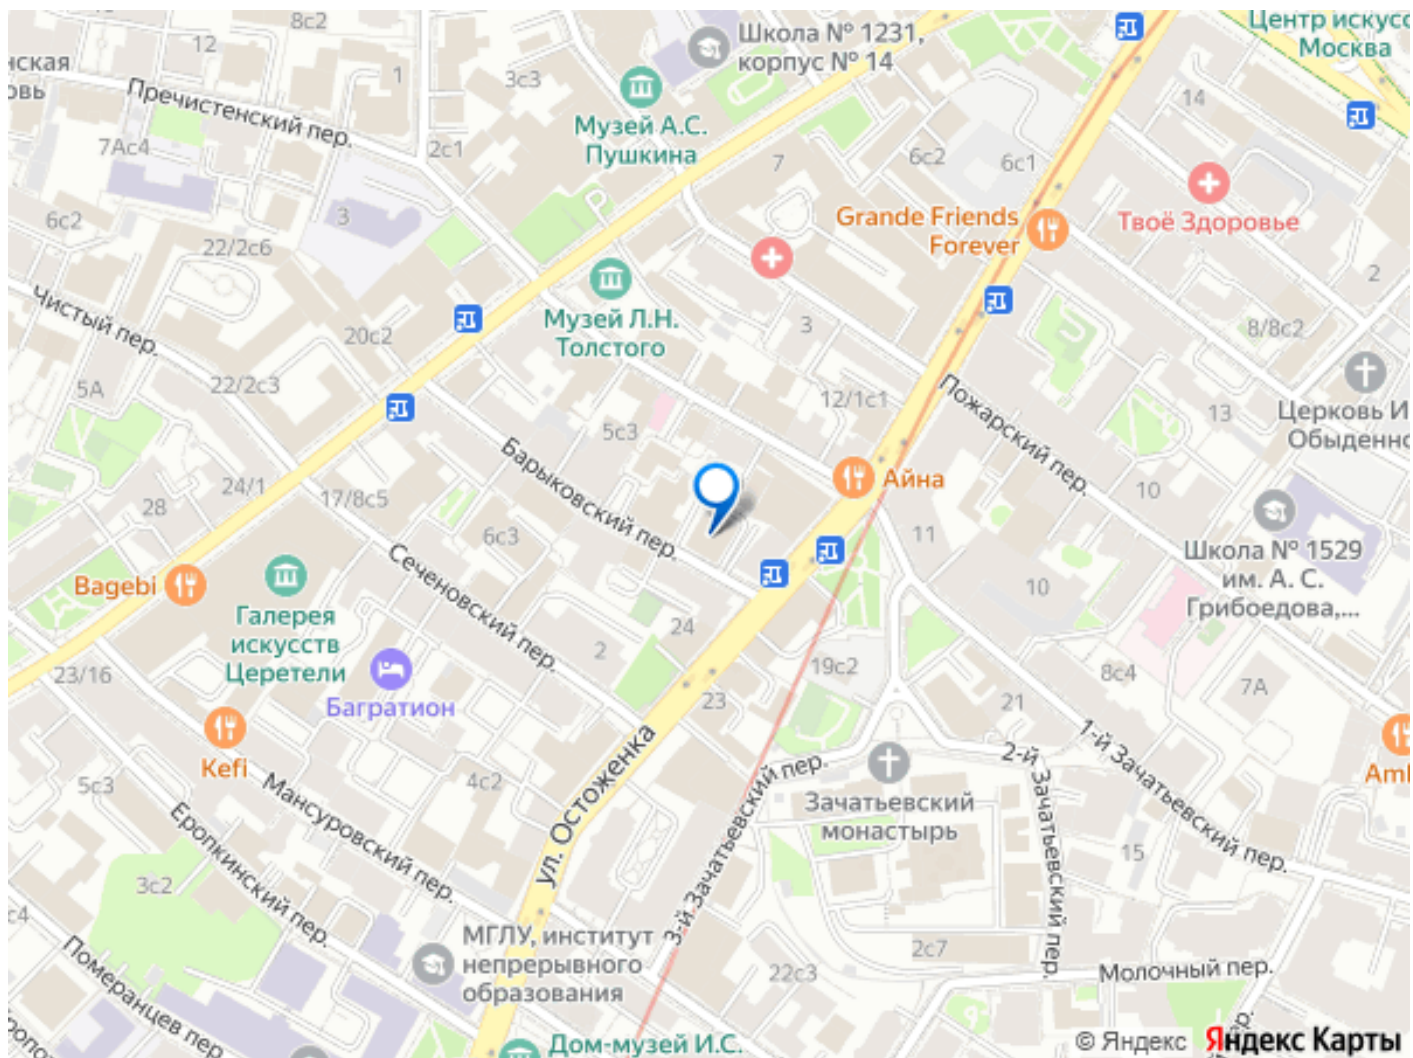 8с2
12
Школа № 1231,
корпус № 14
Центр искусс
Москва
нская
овь
1
3с3
14
Пречистенский пер.
Музей А.С.
Пушкина
7Ас4
2с1
7
6с2
6с1
Твоё Здоровье
Grande Friends
Forever
6с2
3
22/2с6
2
Чистый пер.
Музей Л.Н.
Толстого
3
20с2
8/8с2
5А
22/2с3
12/1с1
Пожарский пер.
13
Церковь И
Обыденно
5с3
Барыковский пер.
Айна
24/1
17/8с5
28
10
6с3
11
Школа № 1529
им. А. С.
Грибоедова,...
Сеченовский пер.
Bagebi
Галерея
искусств
Церетели
10
24
2
19с2
23/16
8с4
7А
Багратион
23
21
Kefi
ул. Остоженка
1-й Зачатьевский пер.
2-й Зачатьевский пер.
Amb
5с3
4с2
Мансуровский пер.
3-й Зачатьевский пер.
Зачатьевский
монастырь
Еропкинский пер.
15
3с2
с4
МГЛУ, институт
непрерывного
образования
2с7
22с3
Молочный пер.
Померанцев пер.
Дом-музей И.С.
© Яндекс
Яндекс Карты